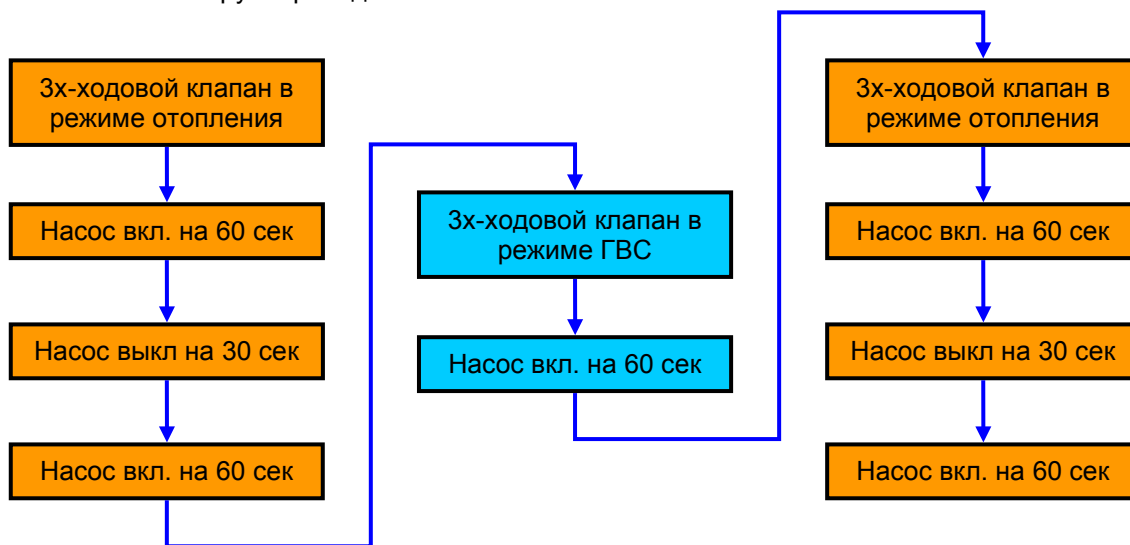 3х-ходовой клапан в
режиме отопления
Насос вкл. на 60 сек
Насос выкл на 30 сек
Насос вкл. на 60 сек
3х-ходовой клапан в
режиме ГВС
Насос вкл. на 60 сек
3х-ходовой клапан в
режиме отопления
Насос вкл. на 60 сек
Насос выкл на 30 сек
Насос вкл. на 60 сек